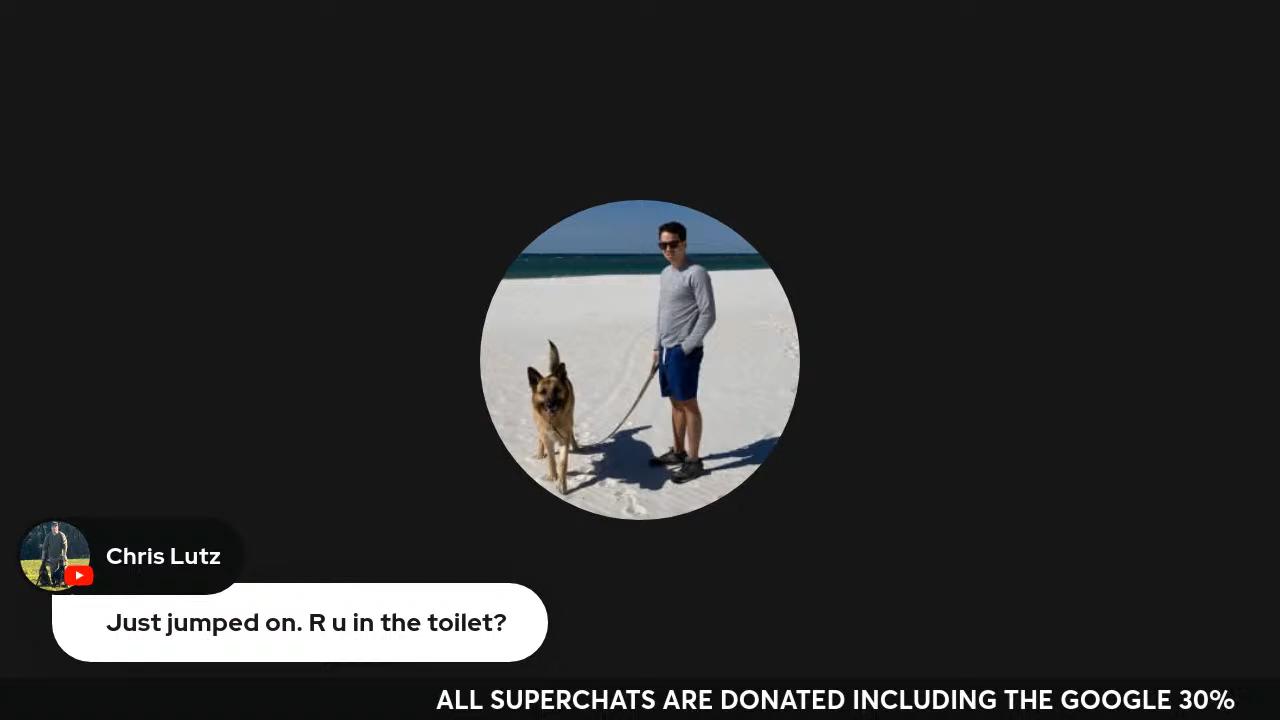 Chris Lutz
Just jumped on. R u in the toilet?
ALL SUPERCHATS ARE DONATED INCLUDING THE GOOGLE 30%